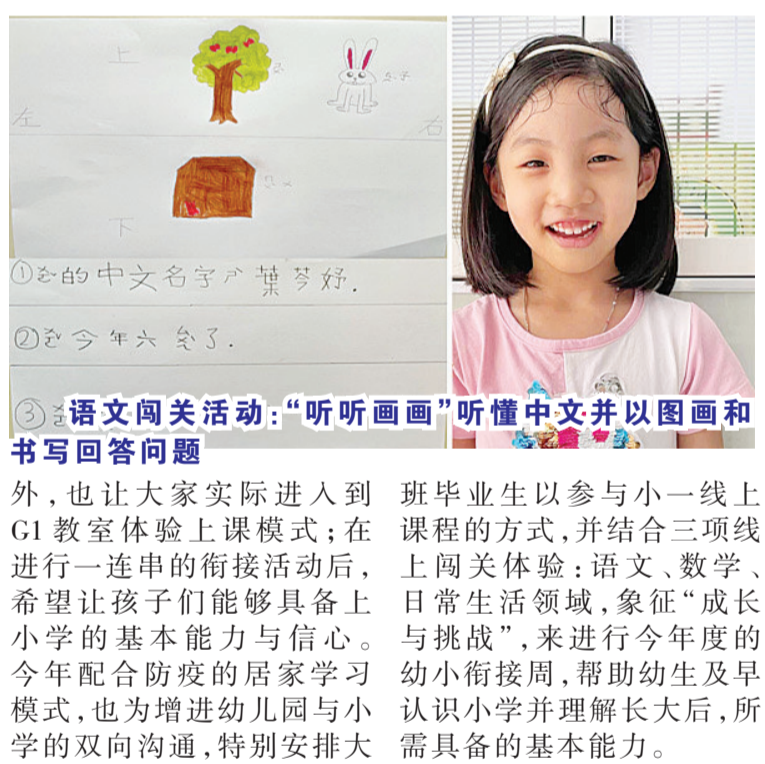 上
左
右
下
①我的中文名字ㄕ葉芩妤.
②我今年六歲了.
③我
语文闯关活动:“听听画画”听懂中文并以图画和
书写回答问题
外,也让大家实际进入到
G1教室体验上课模式;在
进行一连串的衔接活动后,
希望让孩子们能够具备上
小学的基本能力与信心。
今年配合防疫的居家学习
模式,也为增进幼儿园与小
学的双向沟通,特别安排大
班毕业生以参与小一线上
课程的方式,并结合三项线
上闯关体验:语文、数学、
日常生活领域,象征“成长
与挑战”,来进行今年度的
幼小衔接周,帮助幼生及早
认识小学并理解长大后,所
需具备的基本能力。